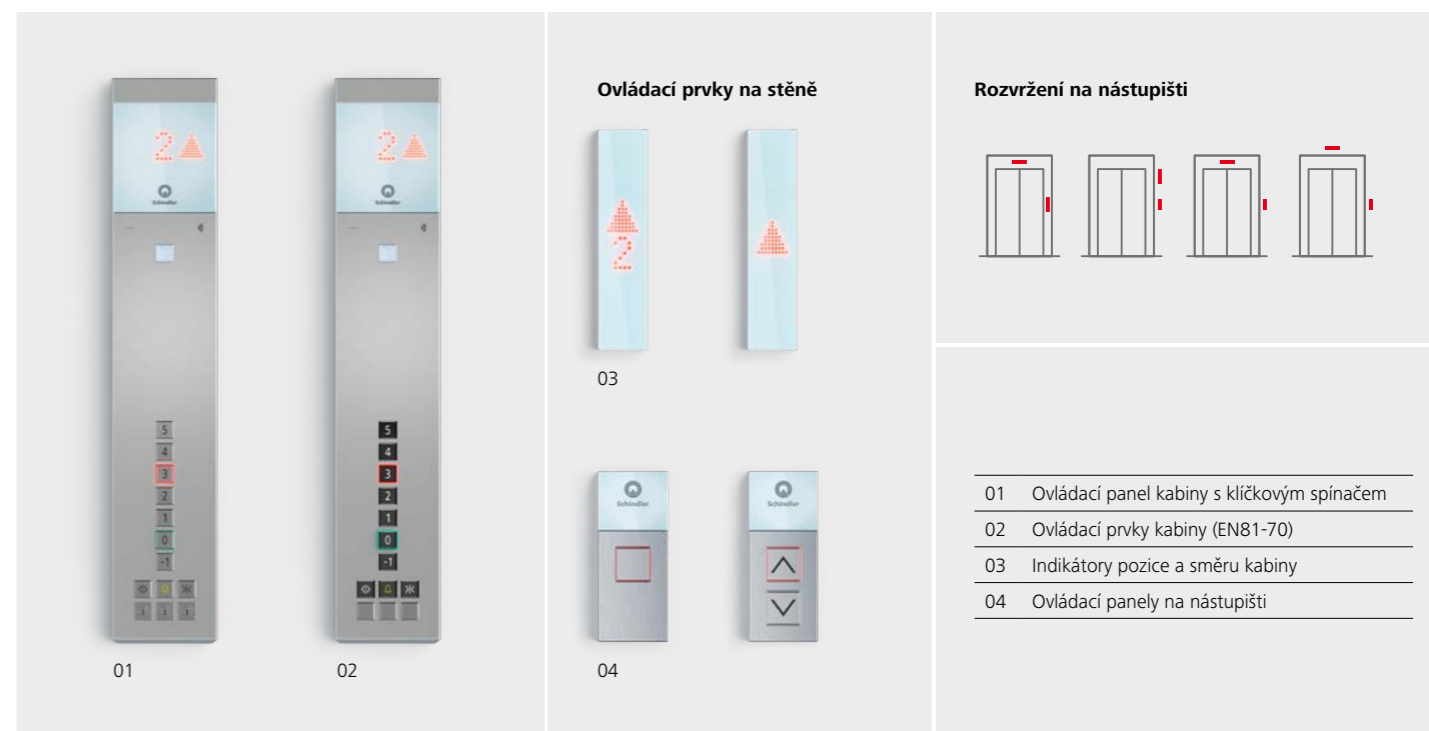 2
Schindler
5
4
3
2
1
0
-1
01
2
Schindler
5
4
3
2
1
0
-1
02
Ovládací prvky na stěně
2
03
Schindler
Schindler
04
Rozvržení na nástupišti
01 Ovládací panel kabiny s klíčkovým spínačem
02 Ovládací prvky kabiny (EN81-70)
03 Indikátory pozice a směru kabiny
04 Ovládací panely na nástupišti